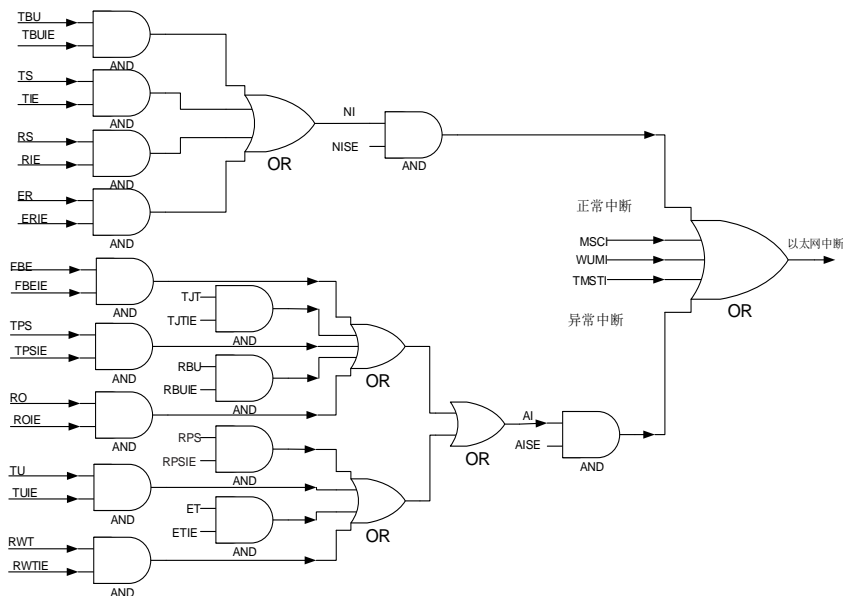 TBU
TBUIE
AND
TS
TIE
AND
RS
RIE
AND
ER
ERIE
AND
OR
NI
NISE
AND
正常中断
MSCI
WUMI
TMSTI
异常中断
OR
以太网中断
FBE
FBEIE
AND
TJT
TJTIE
AND
TPS
TPSIE
AND
RBU
RBUIE
AND
OR
RO
ROIE
AND
RPS
RPSIE
AND
TU
TUIE
AND
ET
ETIE
AND
OR
RWT
RWTIE
AND
OR
AI
AISE
AND